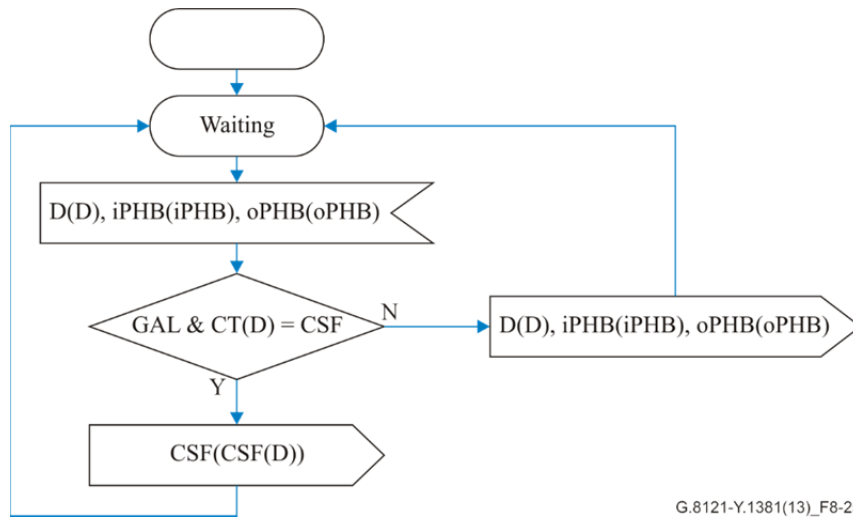 Waiting
D(D), iPHB(iPHB), oPHB(oPHB)
GAL & CT(D) = CSF
N
D(D), iPHB(iPHB), oPHB(oPHB)
Y
CSF(CSF(D))
G.8121-Y.1381(13)_F8-2